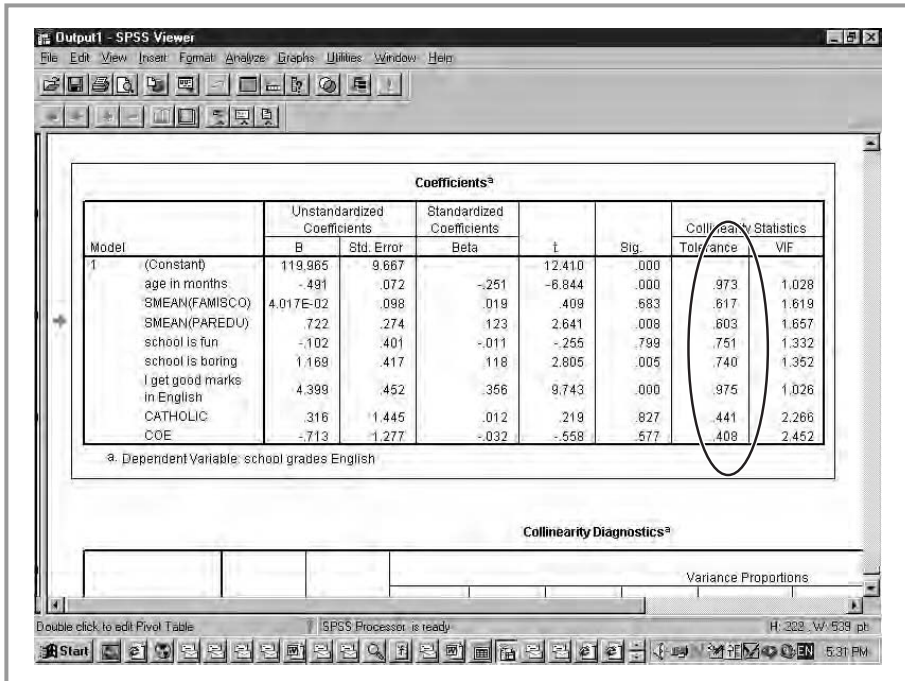 Output1 - SPSS Viewer
File Edit View Insert Format Analyze Graphs Utilities Window Help
Coefficientsa
Unstandardized Coefficients Standardized Coefficients Collinearity Statistics
Model B Std. Error Beta t Sig. Tolerance VIF
1 (Constant) 119.965 9.667 12.410 .000
age in months -.491 .072 -.251 -6.844 .000 .973 1.028
SMEAN(FAMISCO) 4.017E-02 .098 .019 .409 .683 .617 1.619
SMEAN(PAREDU) .722 .274 .123 2.641 .008 .603 1.657
school is fun -.102 .401 -.011 -.255 .799 .751 1.332
school is boring 1.169 .417 .118 2.805 .005 .740 1.352
I get good marks in English 4.399 .452 .356 9.743 .000 .975 1.026
CATHOLIC .316 1.445 .012 .219 .827 .441 2.266
COE -.713 1.277 -.032 -.558 .577 .408 2.452
a. Dependent Variable: school grades English
Collinearity Diagnosticsa
Variance Proportions
Double click to edit Pivot Table SPSS Processor is ready H: 223 , W: 539 pt
Start EN 5:31 PM